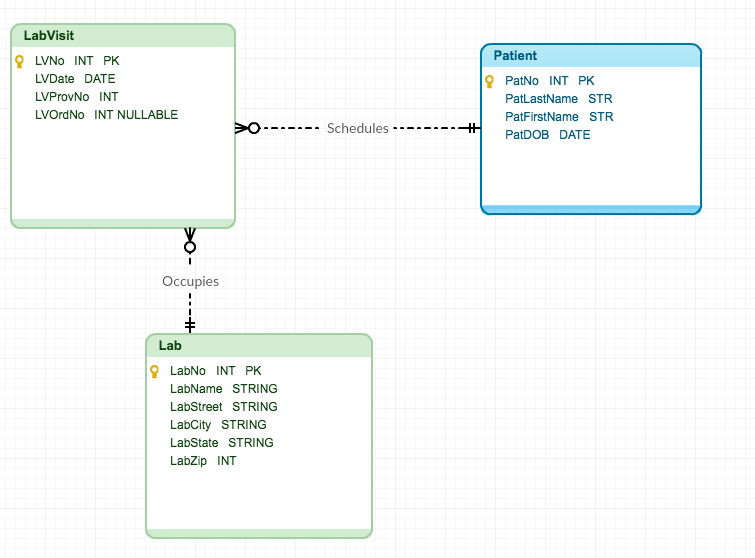 LabVisit
LVNo INT PK
LVDate DATE
LVProvNo INT
LVOrdNo INT NULLABLE
Schedules
Patient
PatNo INT PK
PatLastName STR
PatFirstName STR
PatDOB DATE
Occupies
Lab
LabNo INT PK
LabName STRING
LabStreet STRING
LabCity STRING
LabState STRING
LabZip INT